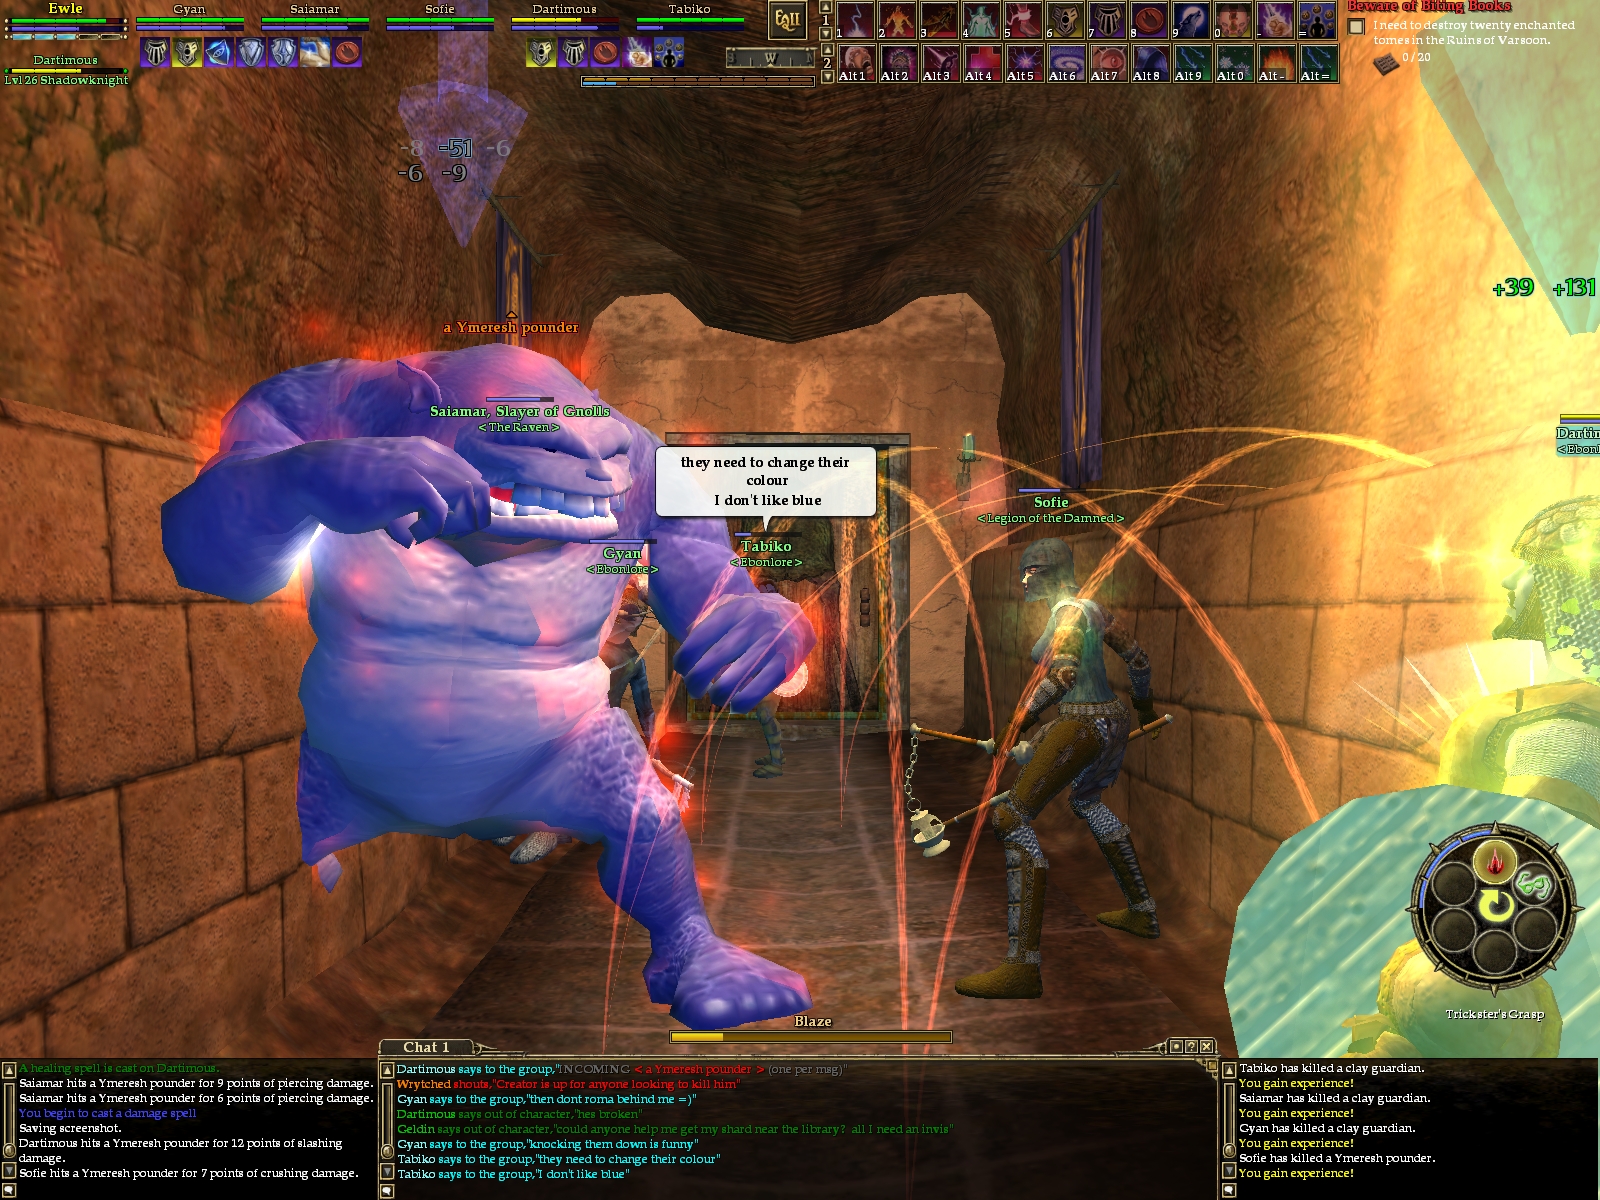 Ewle
Gyan
Saiamar
Sofie
Dartimous
Tabiko
EQII
1
1
2
3
4
5
6
7
8
9
0
-
=
Beware of Biting Books
I need to destroy twenty enchanted
tomes in the Ruins of Varsoon.
0 / 20
Dartimous
Lvl 26 Shadowknight
W
2
Alt1
Alt2
Alt3
Alt4
Alt5
Alt6
Alt7
Alt8
Alt9
Alt0
Alt-
Alt=
-8 -51 -6
-6 -9
+39 +131
a Ymeresh pounder
Saiamar, Slayer of Gnolls
<The Raven>
they need to change their
colour
I don't like blue
Sofie
<Legion of the Damned>
Gyan
<Ebonlore>
Tabiko
<Ebonlore>
Trickster's Grasp
Blaze
Chat 1
?
A healing spell is cast on Dartimous.
Saiamar hits a Ymeresh pounder for 9 points of piercing damage.
Saiamar hits a Ymeresh pounder for 6 points of piercing damage.
You begin to cast a damage spell
Saving screenshot.
Dartimous hits a Ymeresh pounder for 12 points of slashing
damage.
Sofie hits a Ymeresh pounder for 7 points of crushing damage.
Dartimous says to the group,"INCOMING < a Ymeresh pounder > (one per msg)"
Wrytched shouts,"Creator is up for anyone looking to kill him"
Gyan says to the group,"then dont roma behind me =)"
Dartimous says out of character,"hes broken"
Geldin says out of character,"could anyone help me get my shard near the library? all I need an invis"
Gyan says to the group,"knocking them down is funny"
Tabiko says to the group,"they need to change their colour"
Tabiko says to the group,"I don't like blue"
Tabiko has killed a clay guardian.
You gain experience!
Saiamar has killed a clay guardian.
You gain experience!
Gyan has killed a clay guardian.
You gain experience!
Sofie has killed a Ymeresh pounder.
You gain experience!